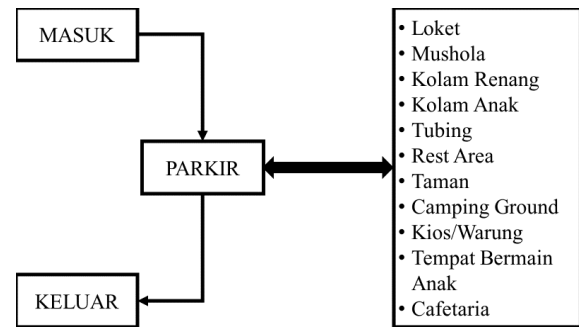 MASUK
PARKIR
KELUAR
• Loket
• Mushola
• Kolam Renang
• Kolam Anak
• Tubing
• Rest Area
• Taman
• Camping Ground
• Kios/Warung
• Tempat Bermain
Anak
• Cafetaria